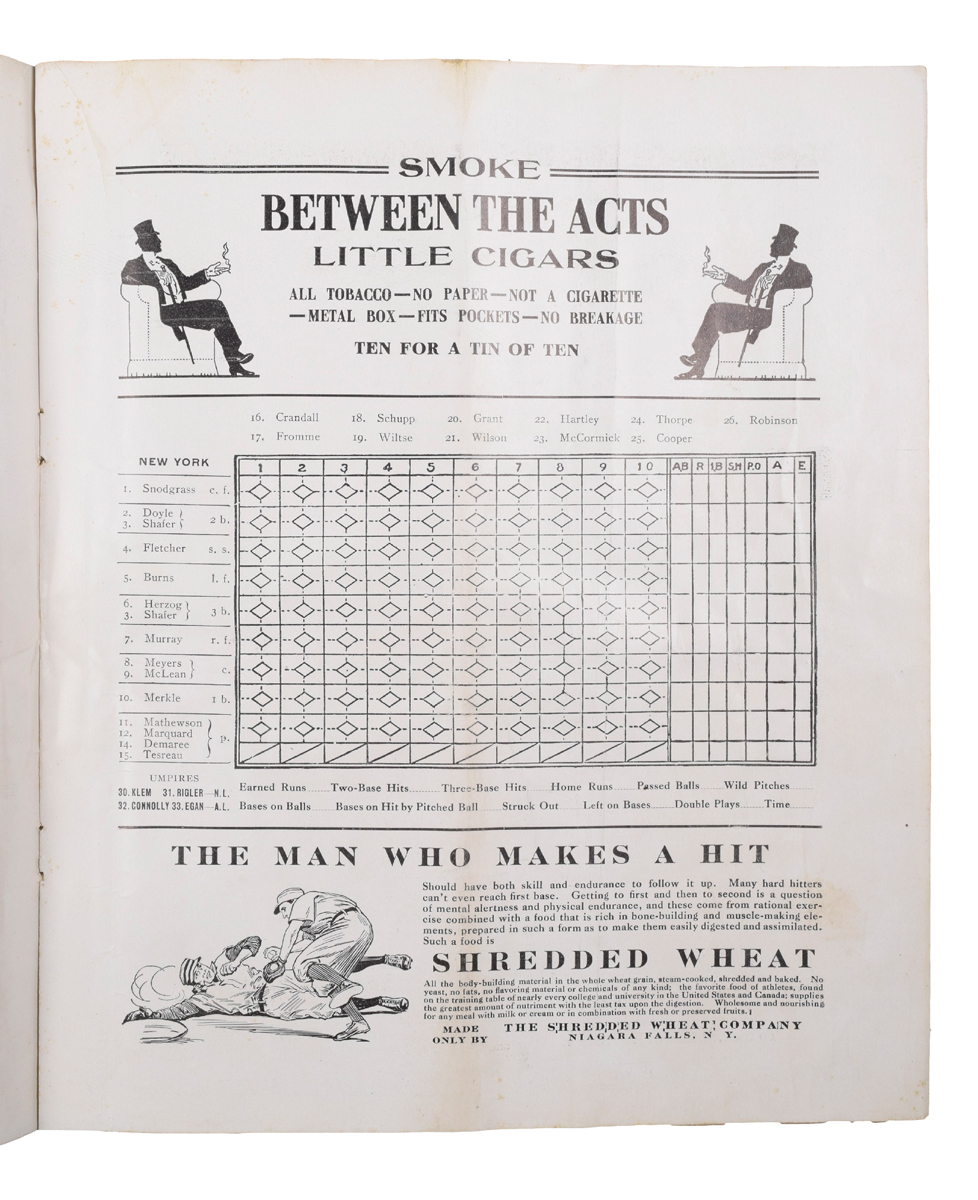 SMOKE
BETWEEN THE ACTS
LITTLE CIGARS
ALL TOBACCO—NO PAPER—NOT A CIGARETTE
—METAL BOX—FITS POCKETS—NO BREAKAGE
TEN FOR A TIN OF TEN
16. Crandall 18. Schupp 20. Grant 22. Hartley 24. Thorpe 26. Robinson
17. Fromme 19. Wiltse 21. Wilson 23. McCormick 25. Cooper
NEW YORK 1 2 3 4 5 6 7 8 9 10 A,B R 1,B S,H P.O A E
1. Snodgrass c. f.
2. Doyle
3. Shafer 2 b.
4. Fletcher s. s.
5. Burns l. f.
6. Herzog
3. Shafer 3 b.
7. Murray r. f.
8. Meyers
9. McLean c.
10. Merkle 1 b.
11. Mathewson
12. Marquard
14. Demaree p.
15. Tesreau
UMPIRES
30. KLEM 31. RIGLER—N.L.
32. CONNOLLY 33. EGAN—A.L.
Earned Runs......Two-Base Hits.........Three-Base Hits......Home Runs......Passed Balls......Wild Pitches......
Bases on Balls......Bases on Hit by Pitched Ball......Struck Out......Left on Bases......Double Plays......Time......
THE MAN WHO MAKES A HIT
Should have both skill and endurance to follow it up. Many hard hitters
can't even reach first base. Getting to first and then to second is a question
of mental alertness and physical endurance, and these come from rational exer-
cise combined with a food that is rich in bone-building and muscle-making ele-
ments, prepared in such a form as to make them easily digested and assimilated.
Such a food is
SHREDDED WHEAT
All the body-building material in the whole wheat grain, steam-cooked, shredded and baked. No
yeast, no fats, no flavoring material or chemicals of any kind; the favorite food of athletes, found
on the training table of nearly every college and university in the United States and Canada; supplies
the greatest amount of nutriment with the least tax upon the digestion. Wholesome and nourishing
for any meal with milk or cream or in combination with fresh or preserved fruits.
MADE
ONLY BY
THE SHREDDED WHEAT COMPANY
NIAGARA FALLS, N Y.